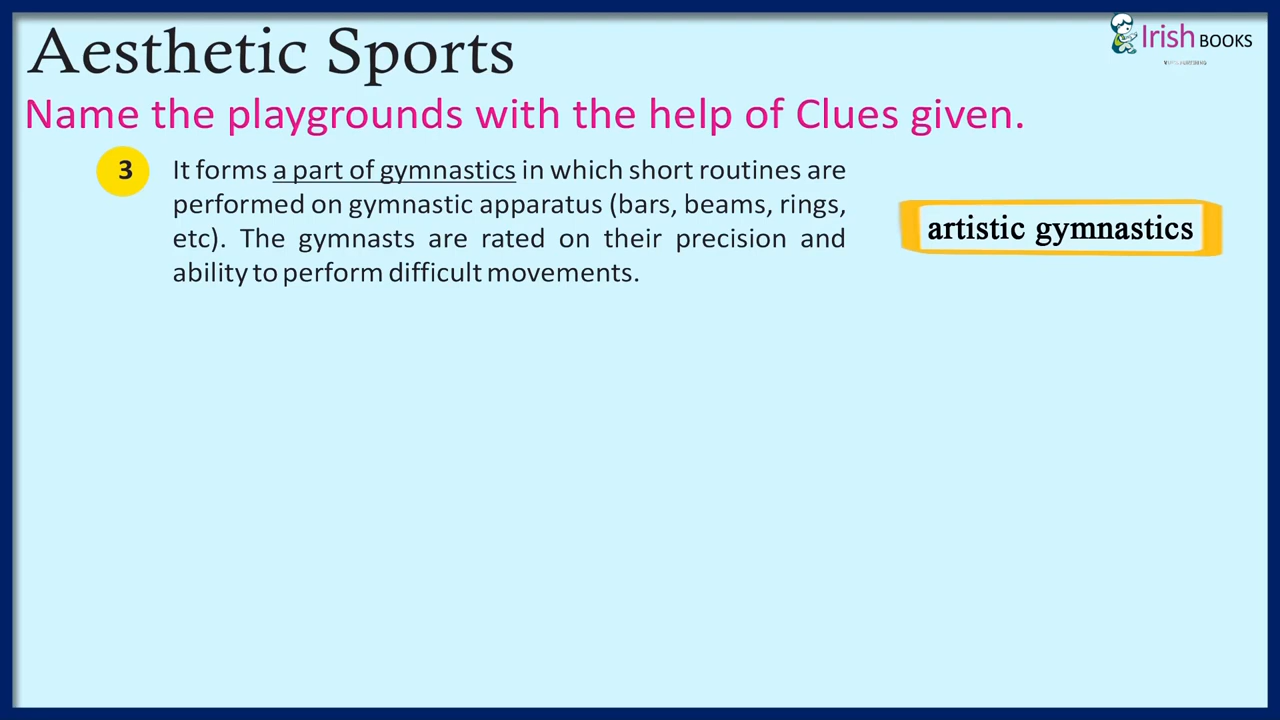 Aesthetic Sports
Irish BOOKS
Name the playgrounds with the help of Clues given.
3 It forms a part of gymnastics in which short routines are
performed on gymnastic apparatus (bars, beams, rings,
etc). The gymnasts are rated on their precision and
ability to perform difficult movements.
artistic gymnastics